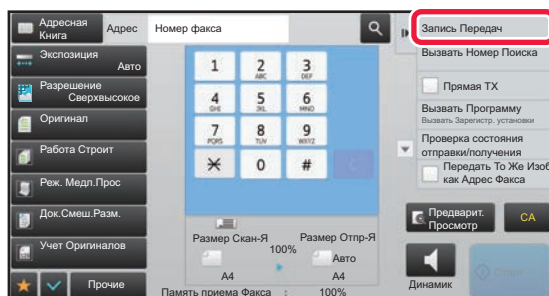 Адресная
Книга
Адрес
Номер факса
Запись Передач
Экспозиция
Авто
Вызвать Номер Поиска
Разрешение
Сверхвысокое
Прямая TX
Оригинал
Вызвать Программу
Вызвать Зарегистр. установки
Работа Строит
Проверка состояния
отправки/получения
Реж. Медл.Прос
Передать То Же Изоб
как Адрес Факса
Док.Смеш.Разм.
Учет Оригиналов
Прочие
1
2
ABC
3
DEF
4
GHI
5
JKL
6
MNO
7
PQRS
8
TUV
9
WXYZ
0
#
Размер Скан-Я
100%
Размер Отпр-Я
Авто
A4
A4
Память приема Факса : 100%
Предварит.
Просмотр
CA
Динамик
Старт